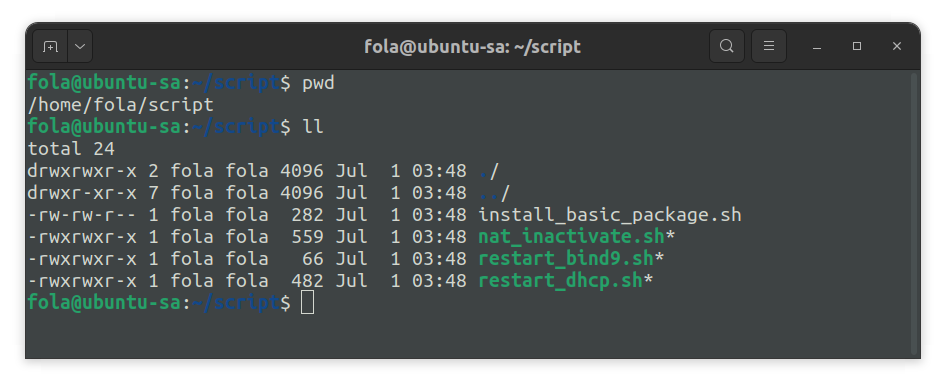 fola@ubuntu-sa: ~/script
fola@ubuntu-sa:~/script$ pwd
/home/fola/script
fola@ubuntu-sa:~/script$ ll
total 24
drwxrwxr-x 2 fola fola 4096 Jul  1 03:48 ./
drwxr-xr-x 7 fola fola 4096 Jul  1 03:48 ../
-rw-rw-r-- 1 fola fola  282 Jul  1 03:48 install_basic_package.sh
-rwxrwxr-x 1 fola fola  559 Jul  1 03:48 nat_inactivate.sh*
-rwxrwxr-x 1 fola fola   66 Jul  1 03:48 restart_bind9.sh*
-rwxrwxr-x 1 fola fola  482 Jul  1 03:48 restart_dhcp.sh*
fola@ubuntu-sa:~/script$